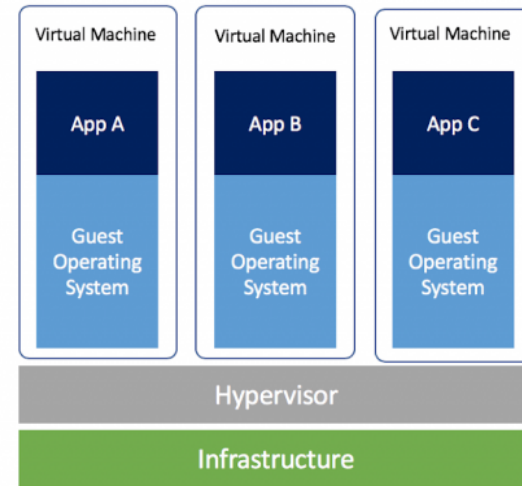 Virtual Machine
Virtual Machine
Virtual Machine
App A
App B
App C
Guest
Operating
System
Guest
Operating
System
Guest
Operating
System
Hypervisor
Infrastructure